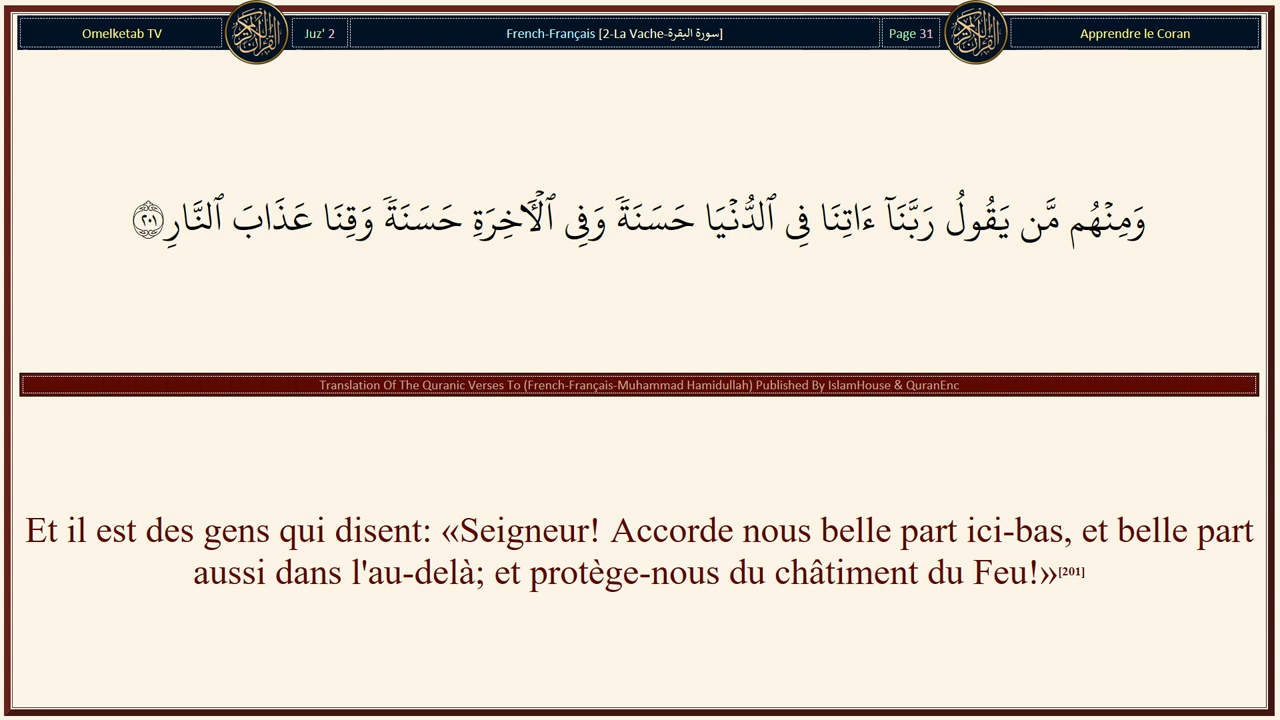 Omelketab TV
Juz' 2
French-Français [2-La Vache-سورة البقرة]
Page 31
Apprendre le Coran
وَمِنۡهُم مَّن يَقُولُ رَبَّنَآ ءَاتِنَا فِي ٱلدُّنۡيَا حَسَنَةٗ وَفِي ٱلۡأٓخِرَةِ حَسَنَةٗ وَقِنَا عَذَابَ ٱلنَّارِ ٢٠١
Translation Of The Quranic Verses To (French-Français-Muhammad Hamidullah) Published By IslamHouse & QuranEnc
Et il est des gens qui disent: «Seigneur! Accorde nous belle part ici-bas, et belle part
aussi dans l'au-delà; et protège-nous du châtiment du Feu!»[201]